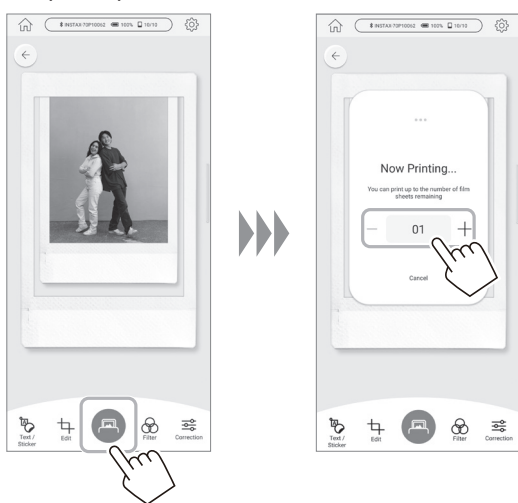 INSTAX-70P10062 100% 10/10
Text /
Sticker
Edit
Filter
Correction
INSTAX-70P10062 100% 10/10
Now Printing...
You can print up to the number of film
sheets remaining
− 01 +
Cancel
Text /
Sticker
Edit
Filter
Correction